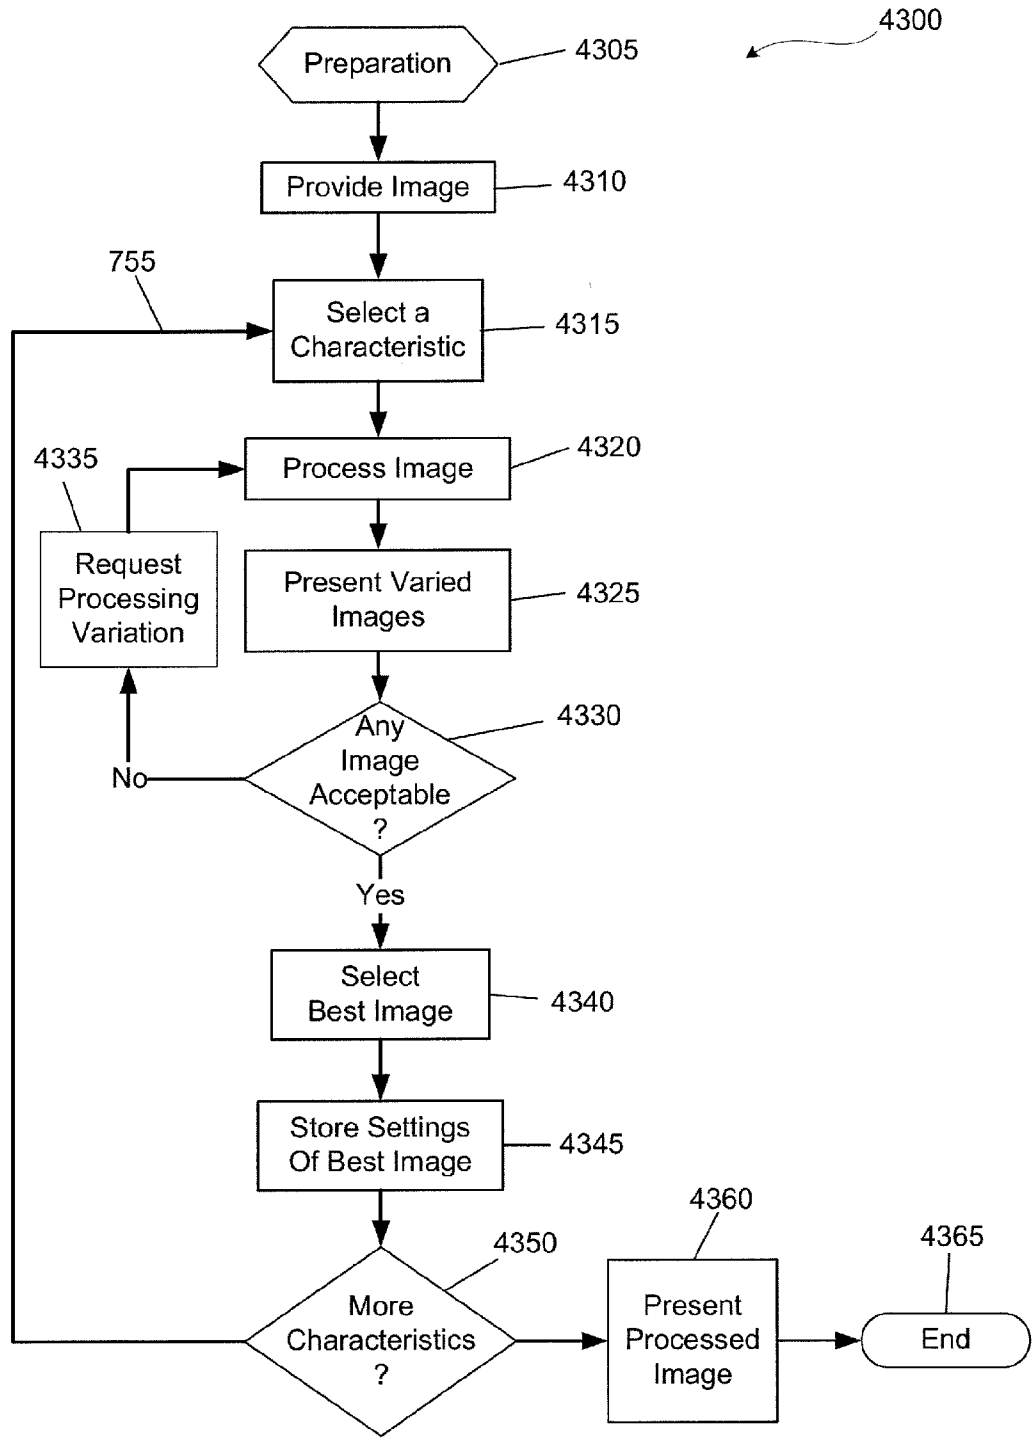 4300
Preparation
4305
Provide Image
4310
755
Select a
Characteristic
4315
Process Image
4320
4335
Request
Processing
Variation
Present Varied
Images
4325
Any
Image
Acceptable
?
4330
No
Yes
Select
Best Image
4340
Store Settings
Of Best Image
4345
More
Characteristics
?
4350
4360
Present
Processed
Image
4365
End